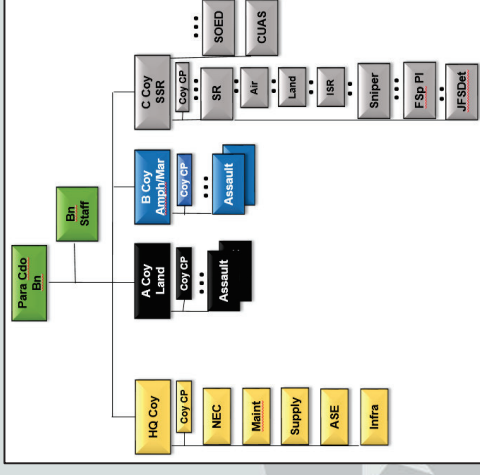 Para Cdo
Bn
Bn
Staff
HQ Coy
Coy CP
NEC
Maint
Supply
ASE
Infra
A Coy
Land
Coy CP
Assault
B Coy
Amph/Mar
Coy CP
Assault
C Coy
SSR
Coy CP
SR
Air
Land
ISR
Sniper
FSp Pl
JFSDet
SOED
CUAS